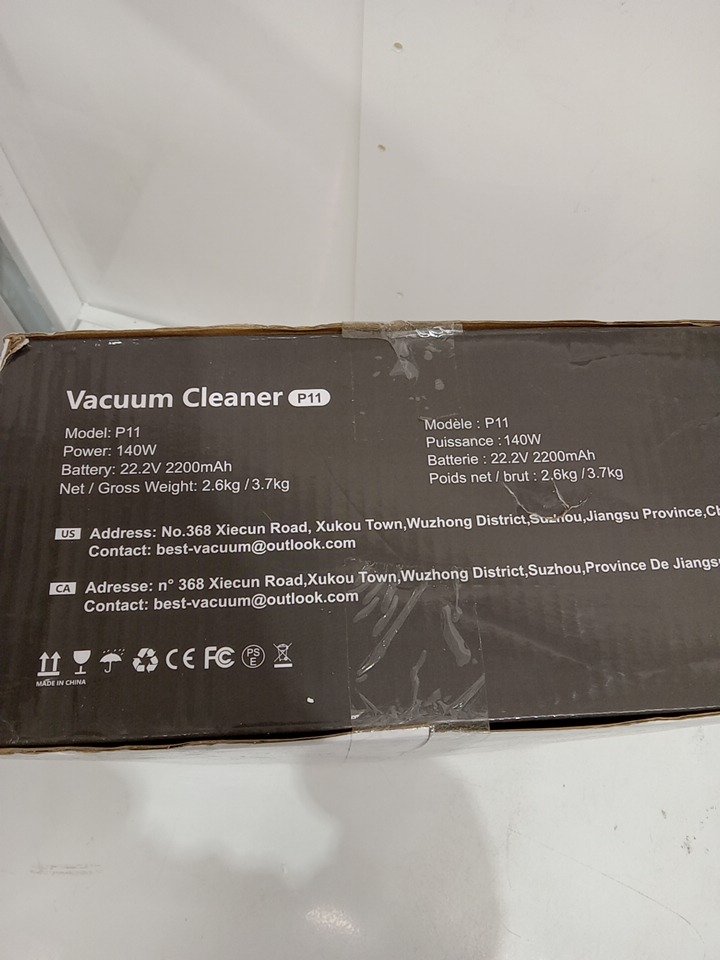 Vacuum Cleaner P11
Model: P11
Power: 140W
Battery: 22.2V 2200mAh
Net / Gross Weight: 2.6kg / 3.7kg
Modèle : P11
Puissance : 140W
Batterie : 22.2V 2200mAh
Poids net / brut : 2.6kg / 3.7kg
US Address: No.368 Xiecun Road, Xukou Town,Wuzhong District,Suzhou,Jiangsu Province,
Contact: best-vacuum@outlook.com
CA Adresse: n° 368 Xiecun Road,Xukou Town,Wuzhong District,Suzhou,Province De Jiangs
Contact: best-vacuum@outlook.com
CE FC PS E
MADE IN CHINA